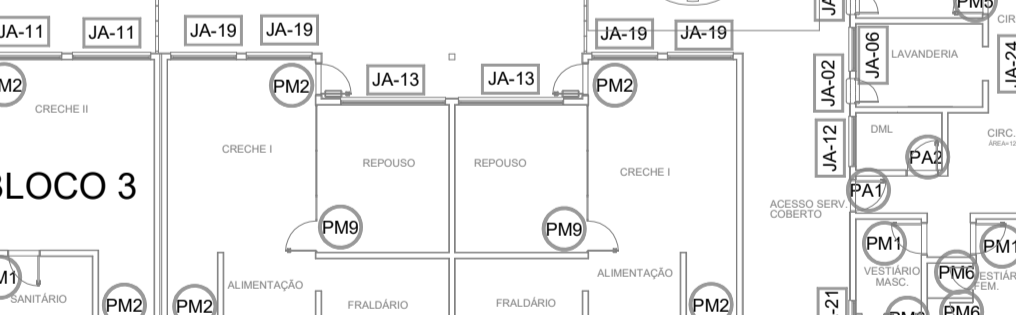 PM5
JA-11 JA-11 JA-19 JA-19 JA-19 JA-19
JA-13 JA-13
PM2 PM2
CRECHE II
CRECHE I
REPOUSO REPOUSO
CRECHE I
BLOCO 3
PM9 PM9
ALIMENTAÇÃO ALIMENTAÇÃO
FRALDÁRIO FRALDÁRIO
SANITÁRIO
PM2 PM2 PM2
JA-06
LAVANDERIA
JA-24
JA-02
JA-12
DML
CIRC.
PA2
PA1
ACESSO SERV.
COBERTO
PM1 PM1
VESTIÁRIO
MASC.
PM6
VESTIÁRIO
FEM.
PM6